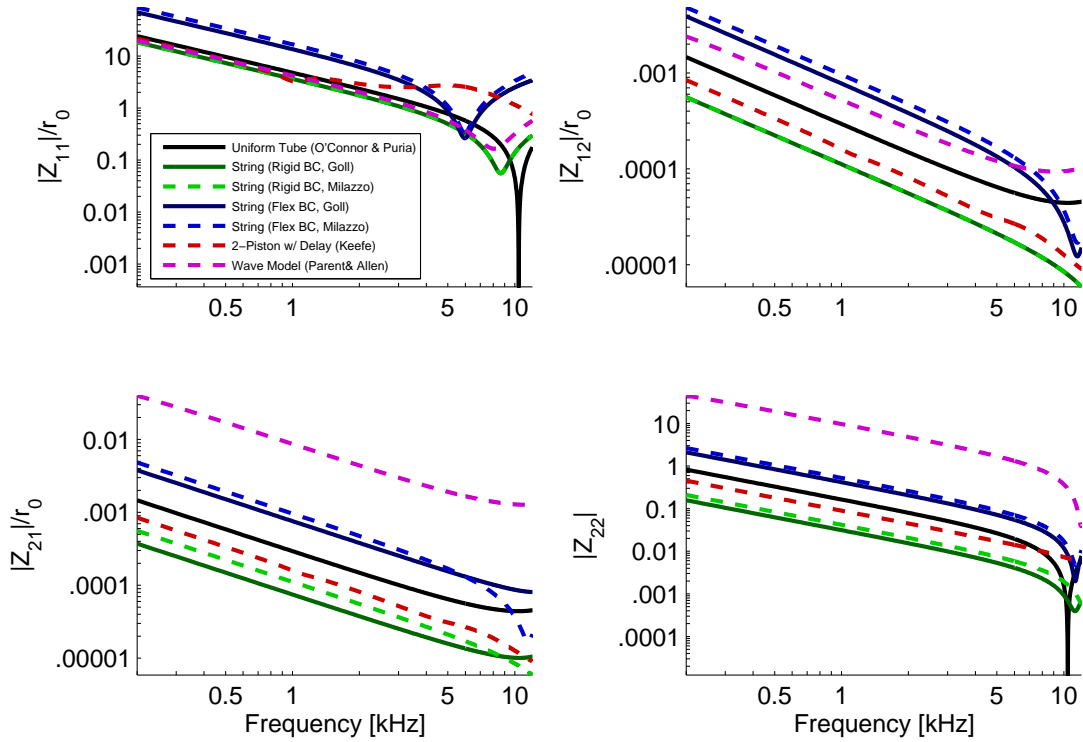 |Z11|/r0
10
1
0.1
0.01
.001
Uniform Tube (O'Connor & Puria)
String (Rigid BC, Goll)
String (Rigid BC, Milazzo)
String (Flex BC, Goll)
String (Flex BC, Milazzo)
2−Piston w/ Delay (Keefe)
Wave Model (Parent& Allen)
0.5 1 5 10
|Z12|/r0
.001
.0001
.00001
0.5 1 5 10
|Z21|/r0
0.01
.001
.0001
.00001
0.5 1 5 10
Frequency [kHz]
|Z22|
10
1
0.1
0.01
.001
.0001
0.5 1 5 10
Frequency [kHz]